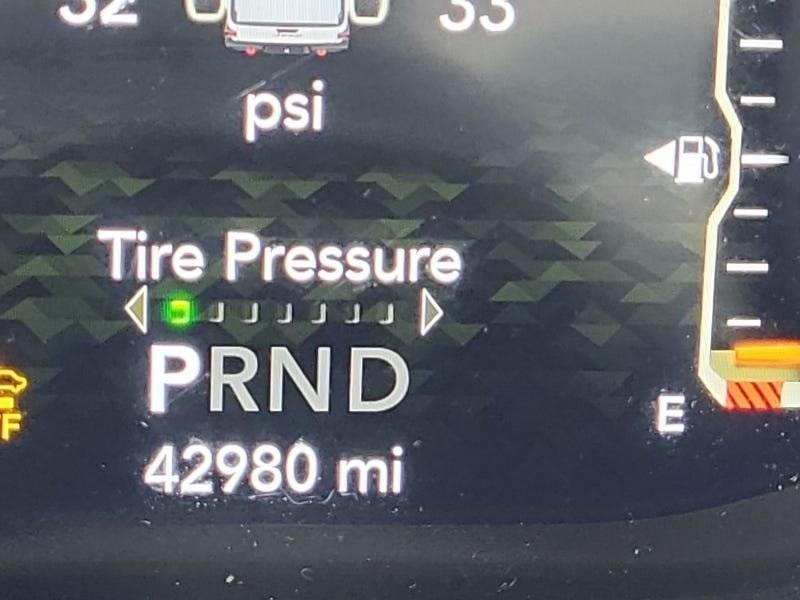 32 33
psi
Tire Pressure
PRND
E
42980 mi